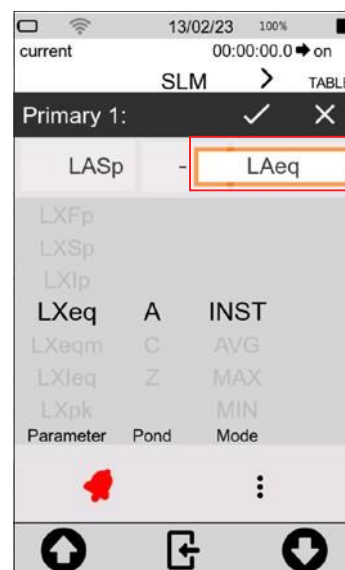 13/02/23 100%
current 00:00:00.0 on
SLM > TABLE
Primary 1:
LASp - LAeq
LXFp
LXSp
LXIp
LXeq A INST
LXeqm C AVG
LXIeq Z MAX
LXpk MIN
Parameter Pond Mode